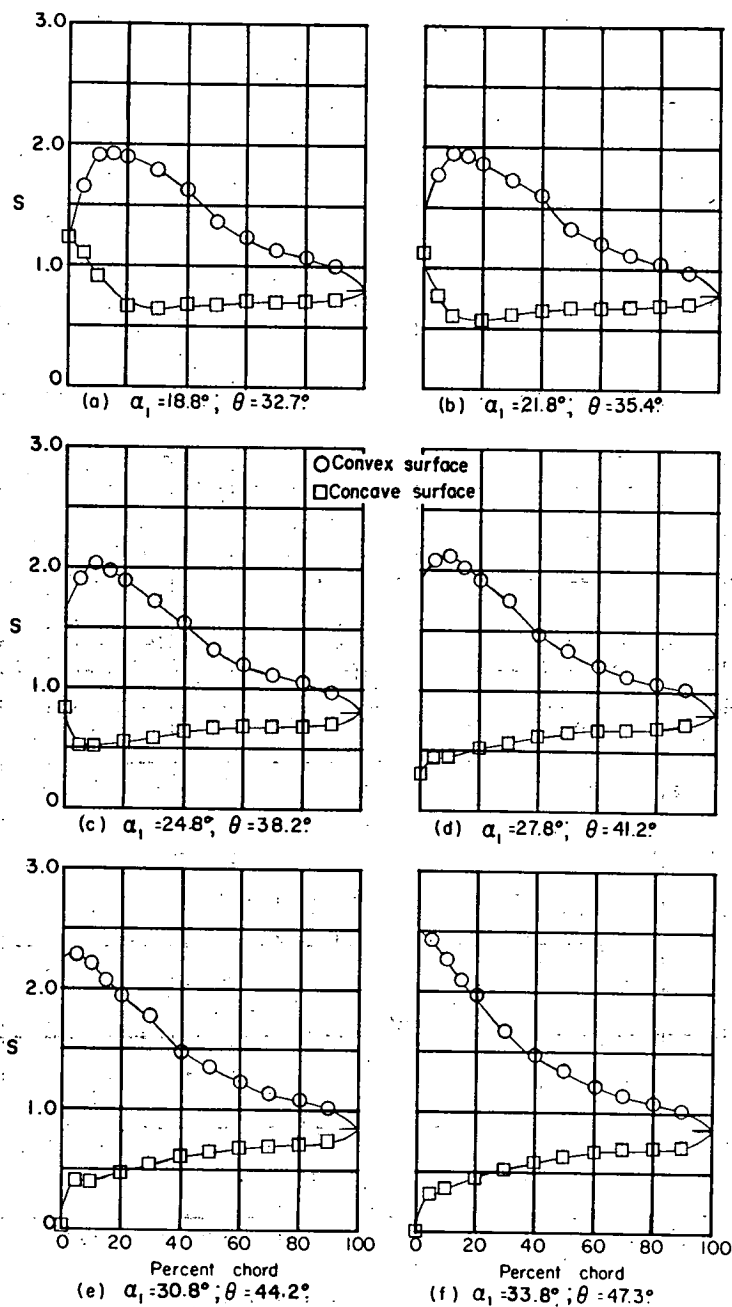 3.0
2.0
S
1.0
0
(a) α₁ =18.8°; θ =32.7°
(b) α₁ =21.8°; θ =35.4°
3.0
○ Convex surface
□ Concave surface
2.0
S
1.0
0
(c) α₁ =24.8°; θ =38.2°
(d) α₁ =27.8°; θ =41.2°
3.0
2.0
S
1.0
0
0 20 40 60 80 100
0 20 40 60 80 100
Percent chord
Percent chord
(e) α₁ =30.8°; θ =44.2°
(f) α₁ =33.8°; θ =47.3°